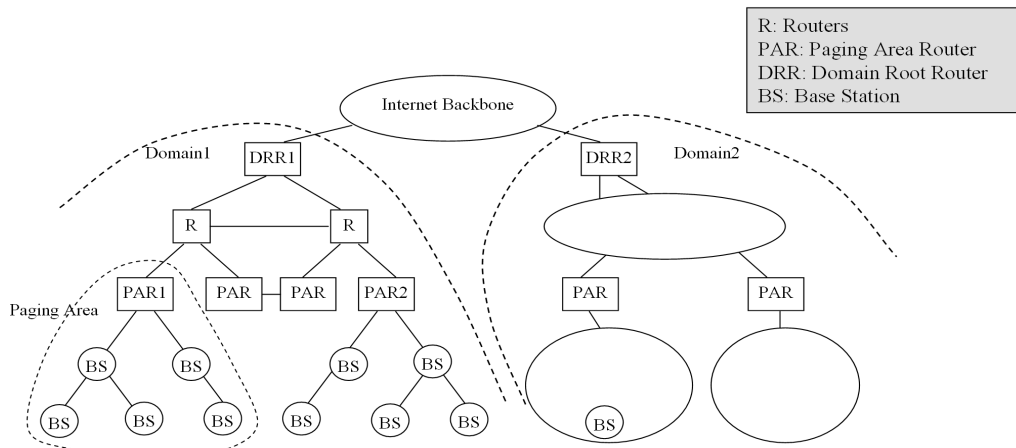 R: Routers
PAR: Paging Area Router
DRR: Domain Root Router
BS: Base Station
Internet Backbone
Domain1
DRR1
DRR2
Domain2
R
R
PAR1
PAR
PAR
PAR2
PAR
PAR
Paging Area
BS
BS
BS
BS
BS
BS
BS
BS
BS
BS
BS